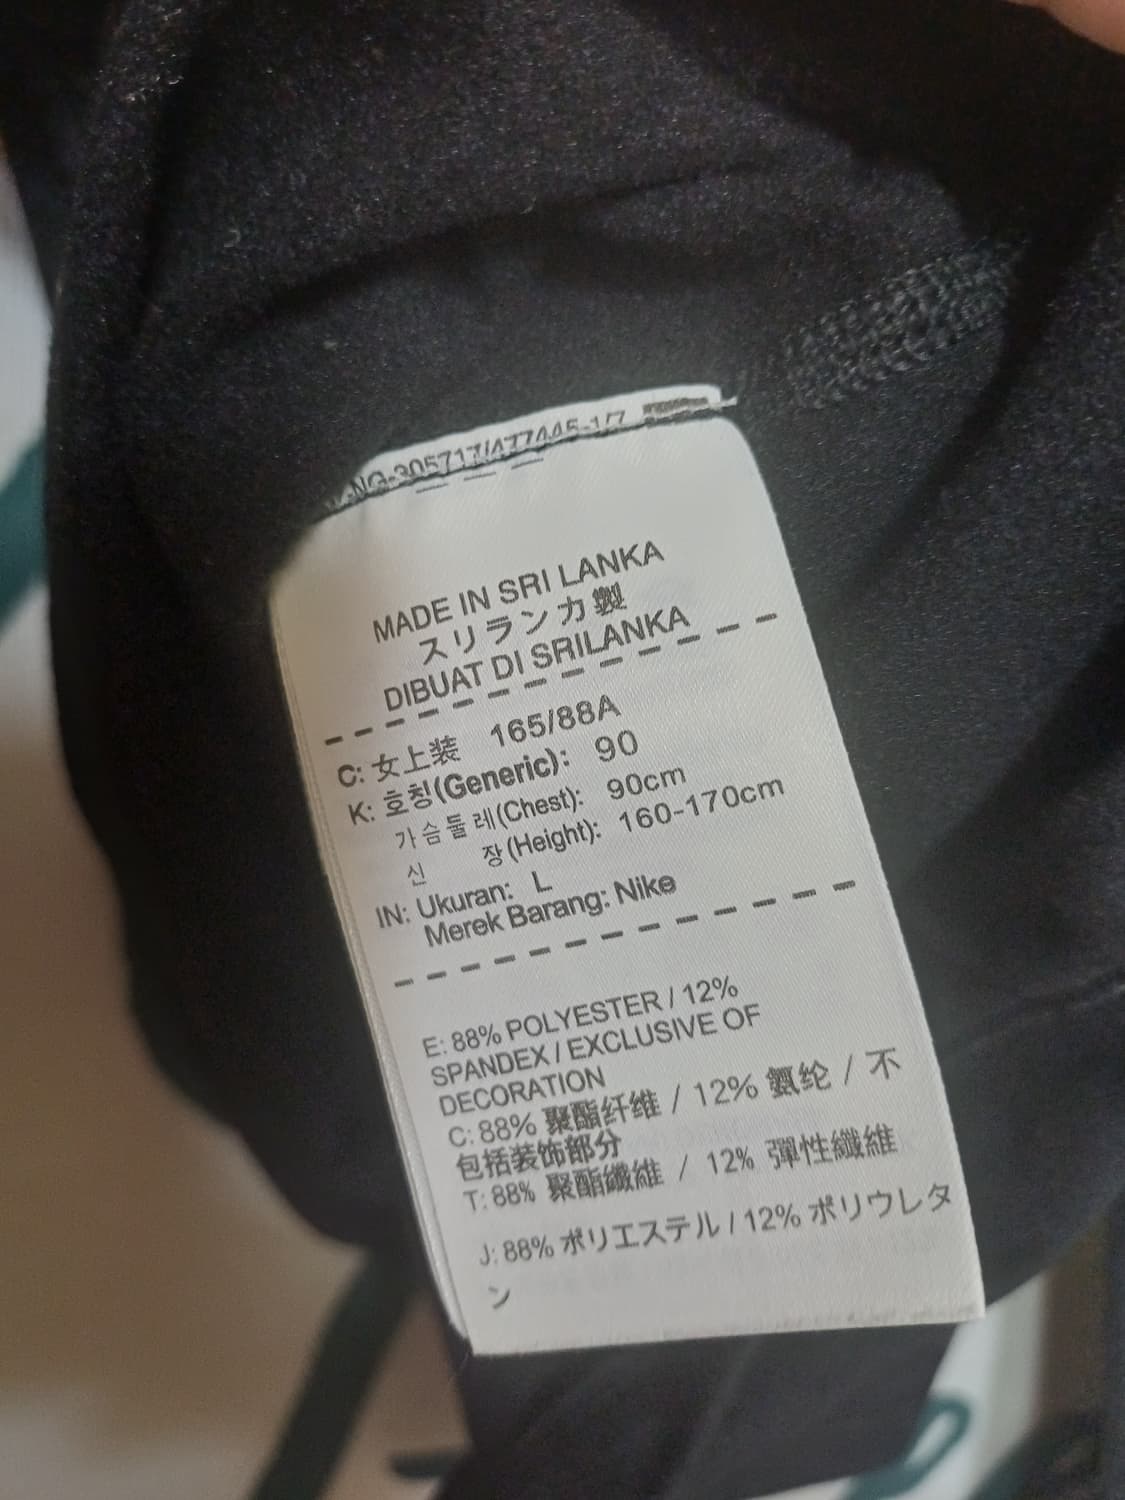 MADE IN SRI LANKA
スリランカ製
DIBUAT DI SRILANKA
C: 女上装 165/88A
K: 호칭(Generic): 90
가슴둘레(Chest): 90cm
신 장(Height): 160-170cm
IN: Ukuran: L
Merek Barang: Nike
E: 88% POLYESTER / 12%
SPANDEX / EXCLUSIVE OF
DECORATION
C: 88% 聚酯纤维 / 12% 氨纶 / 不
包括装饰部分
T: 88% 聚酯纖維 / 12% 彈性纖維
J: 88% ポリエステル / 12% ポリウレタ
ン